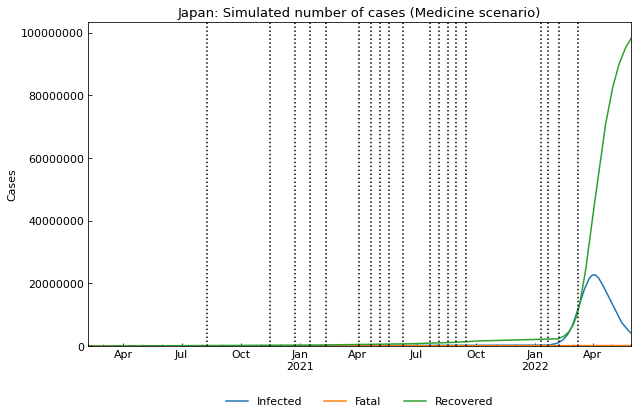 Japan: Simulated number of cases (Medicine scenario)
100000000
80000000
60000000
40000000
20000000
0
Cases
Apr Jul Oct Jan Apr Jul Oct Jan Apr
2021 2022
Infected Fatal Recovered